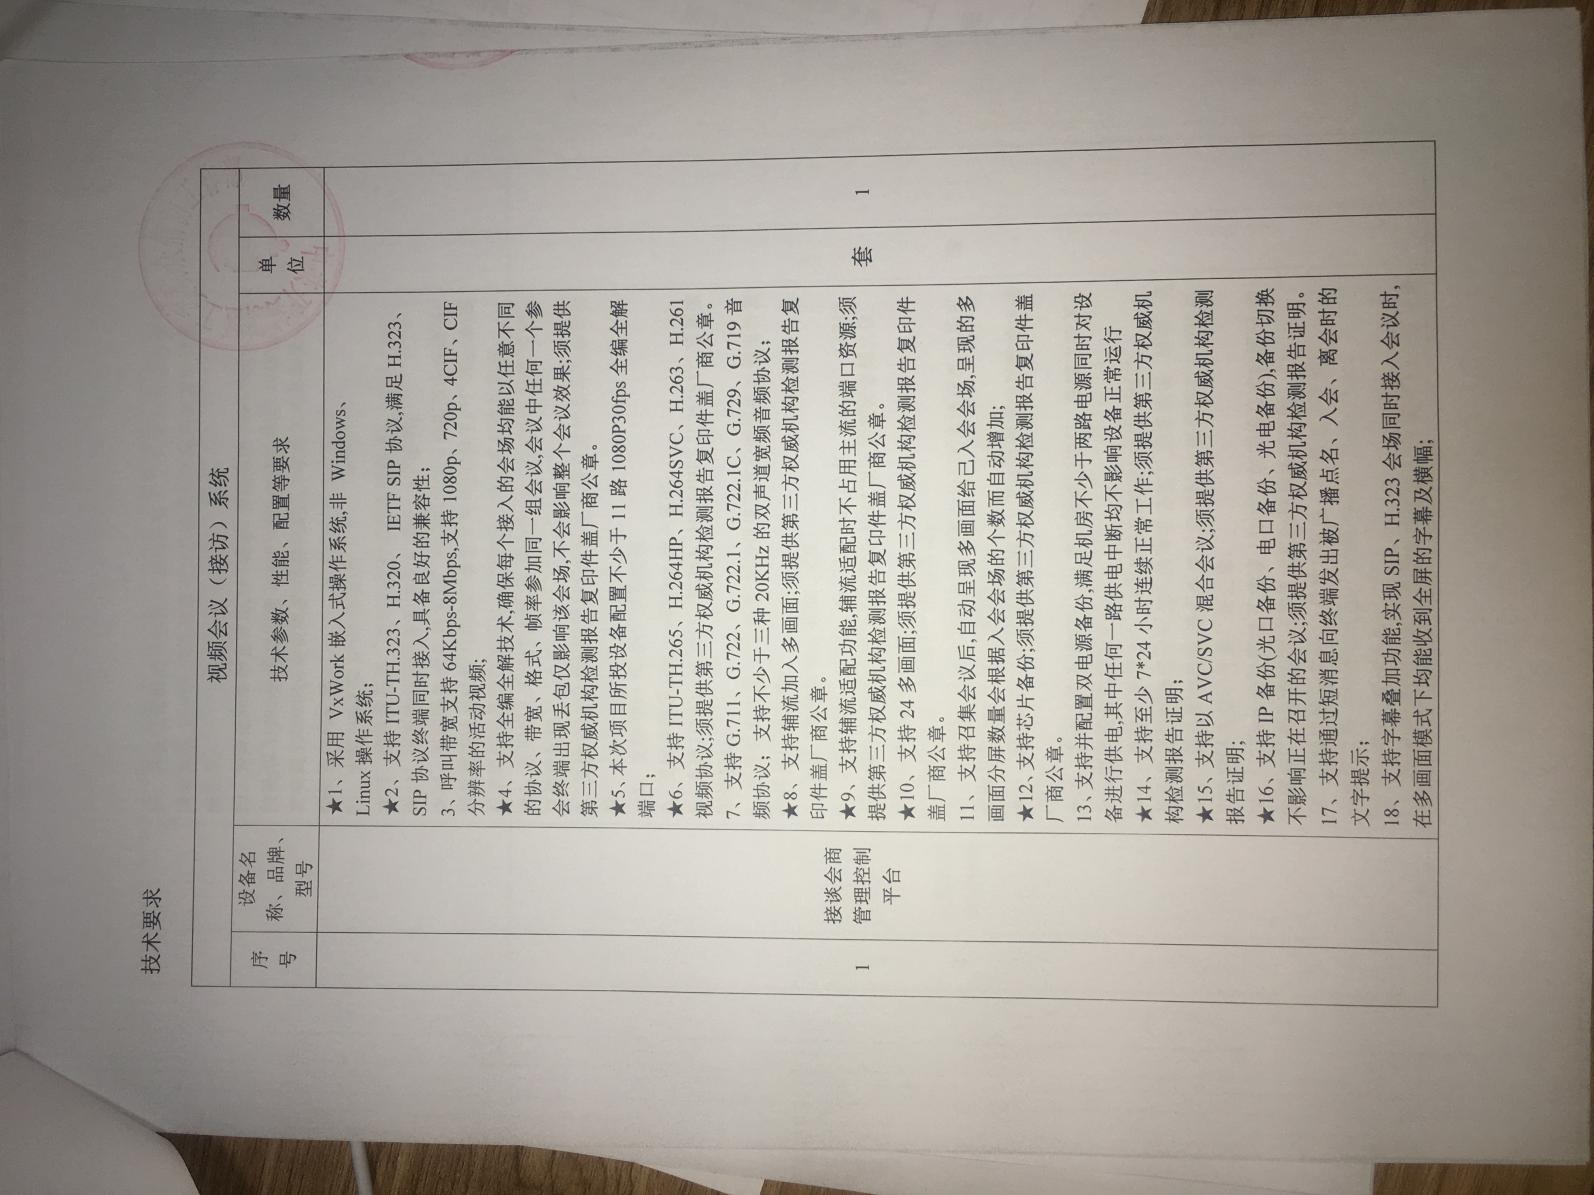 技术要求
视频会议（接访）系统
序
号
设备名
称、品牌、
型号
技术参数、性能、配置等要求
单
位
数量
1
接谈会商
管理控制
平台
★1、采用 VxWork 嵌入式操作系统,非 Windows、
Linux 操作系统；
★2、支持 ITU-TH.323、H.320、 IETF SIP 协议,满足 H.323、
SIP 协议终端同时接入,具备良好的兼容性；
3、呼叫带宽支持 64Kbps-8Mbps,支持 1080p、720p、4CIF、CIF
分辨率的活动视频；
★4、支持全编全解技术,确保每个接入的会场均能以任意不同
的协议、带宽、格式、帧率参加同一组会议,会议中任何一个参
会终端出现丢包仅影响该会场,不会影响整个会议效果;须提供
第三方权威机构检测报告复印件盖厂商公章。
★5、本次项目所投设备配置不少于 11 路 1080P30fps 全编全解
端口；
★6、支持 ITU-TH.265、H.264HP、H.264SVC、H.263、H.261
视频协议;须提供第三方权威机构检测报告复印件盖厂商公章。
7、支持 G.711、G.722、G.722.1、G.722.1C、G.729、G.719 音
频协议； 支持不少于三种 20KHz 的双声道宽频音频协议；
★8、支持辅流加入多画面;须提供第三方权威机构检测报告复
印件盖厂商公章。
★9、支持辅流适配功能,辅流适配时不占用主流的端口资源;须
提供第三方权威机构检测报告复印件盖厂商公章。
★10、支持 24 多画面;须提供第三方权威机构检测报告复印件
盖厂商公章。
11、支持召集会议后,自动呈现多画面给已入会会场,呈现的多
画面分屏数量会根据入会会场的个数而自动增加；
★12、支持芯片备份;须提供第三方权威机构检测报告复印件盖
厂商公章。
13、支持并配置双电源备份,满足机房不少于两路电源同时对设
备进行供电,其中任何一路供电中断均不影响设备正常运行
★14、支持至少 7*24 小时连续正常工作;须提供第三方权威机
构检测报告证明；
★15、支持以 AVC/SVC 混合会议;须提供第三方权威机构检测
报告证明；
★16、支持 IP 备份(光口备份、电口备份、光电备份),备份切换
不影响正在召开的会议;须提供第三方权威机构检测报告证明。
17、支持通过短消息向终端发出被广播点名、入会、离会时的
文字提示；
18、支持字幕叠加功能;实现 SIP、H.323 会场同时接入会议时,
在多画面模式下均能收到全屏的字幕及横幅；
套
1